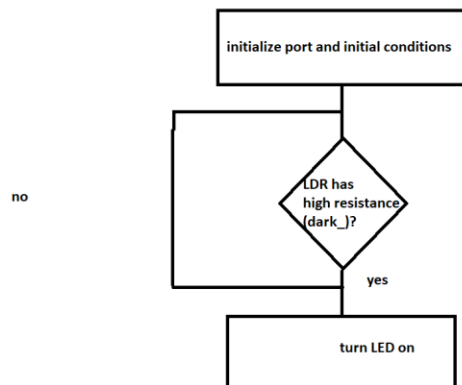 initialize port and initial conditions
LDR has
high resistance
(dark_)?
no
yes
turn LED on